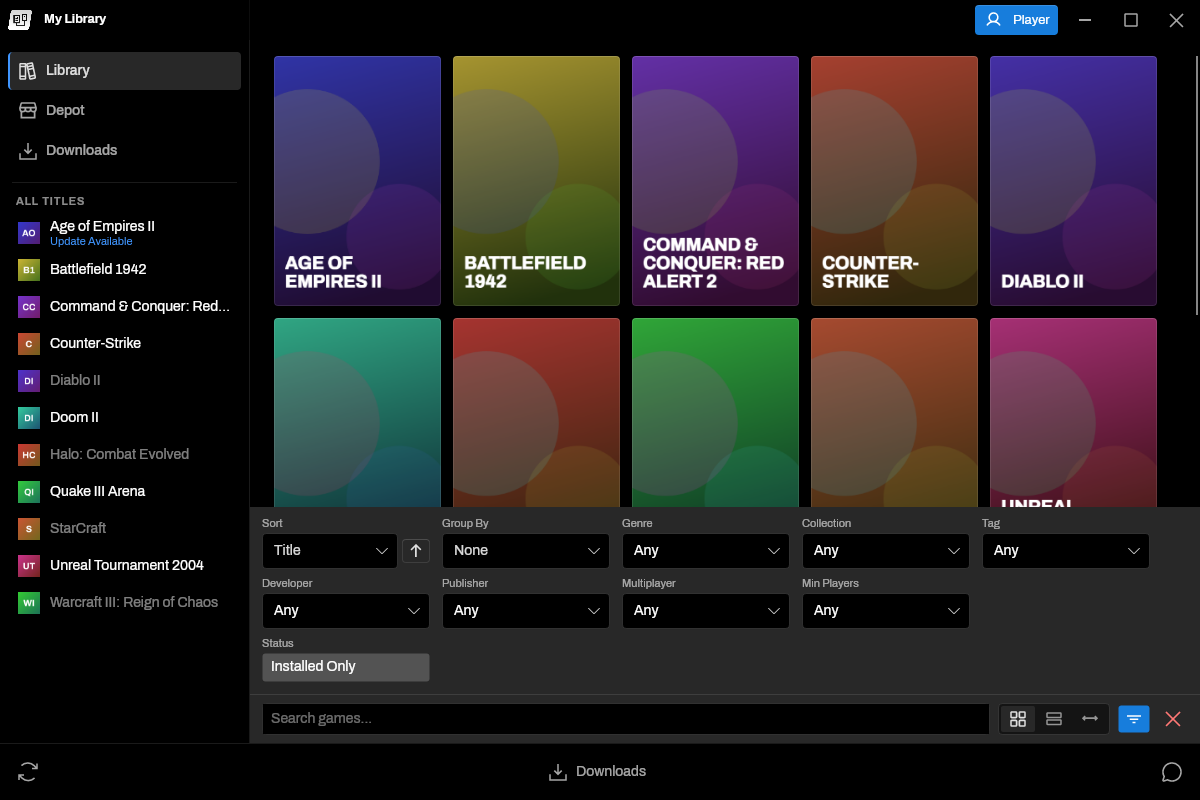 My Library
Player
Library
Depot
Downloads
ALL TITLES
AO Age of Empires II
Update Available
B1 Battlefield 1942
CC Command & Conquer: Red...
C Counter-Strike
DI Diablo II
DI Doom II
HC Halo: Combat Evolved
QI Quake III Arena
S StarCraft
UT Unreal Tournament 2004
WI Warcraft III: Reign of Chaos
AGE OF
EMPIRES II
BATTLEFIELD
1942
COMMAND &
CONQUER: RED
ALERT 2
COUNTER-
STRIKE
DIABLO II
UNREAL
Sort
Title
Group By
None
Genre
Any
Collection
Any
Tag
Any
Developer
Any
Publisher
Any
Multiplayer
Any
Min Players
Any
Status
Installed Only
Search games...
Downloads